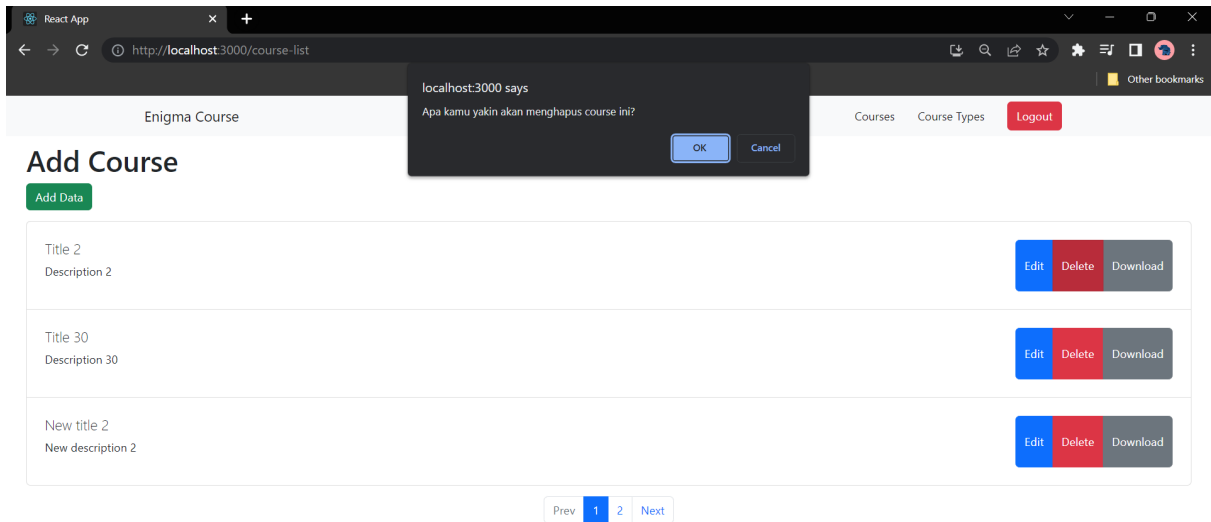 React App
http://localhost:3000/course-list
Other bookmarks
localhost:3000 says
Apa kamu yakin akan menghapus course ini?
OK Cancel
Enigma Course Courses Course Types Logout
Add Course
Add Data
Title 2
Description 2
Edit Delete Download
Title 30
Description 30
Edit Delete Download
New title 2
New description 2
Edit Delete Download
Prev 1 2 Next